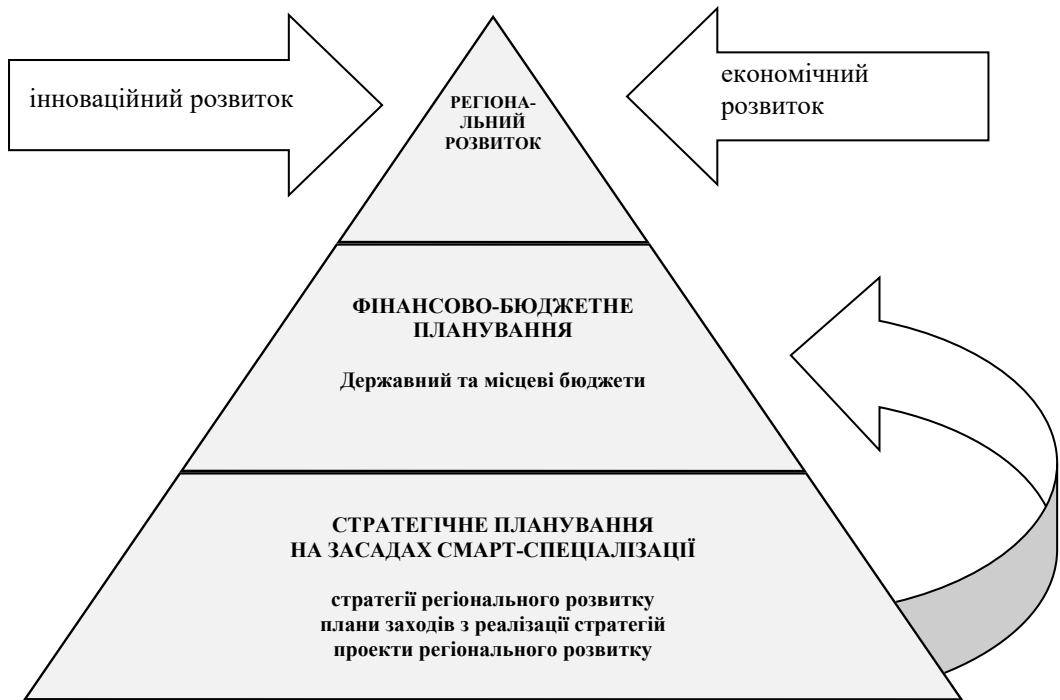 інноваційний розвиток
економічний
розвиток
РЕГІОНА-
ЛЬНИЙ
РОЗВИТОК
ФІНАНСОВО-БЮДЖЕТНЕ
ПЛАНУВАННЯ
Державний та місцеві бюджети
СТРАТЕГІЧНЕ ПЛАНУВАННЯ
НА ЗАСАДАХ СМАРТ-СПЕЦІАЛІЗАЦІЇ
стратегії регіонального розвитку
плани заходів з реалізації стратегій
проекти регіонального розвитку